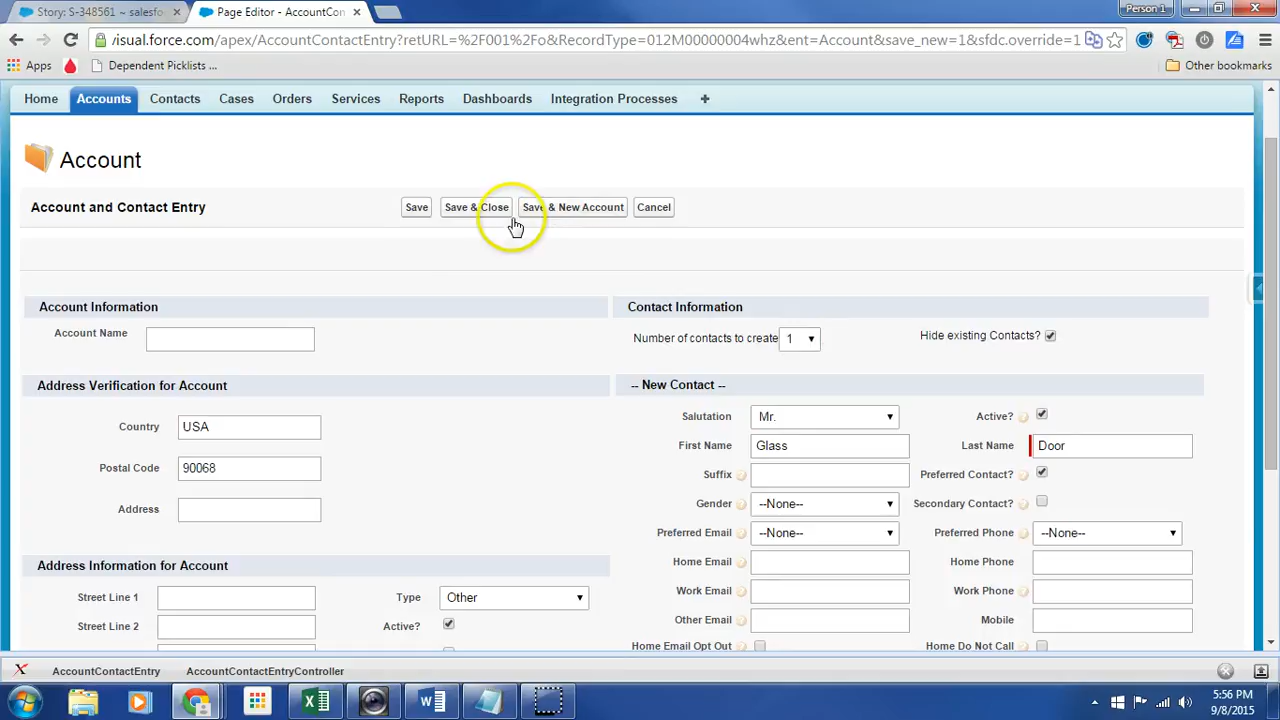 Person 1
Story: S-348561 ~ salesfo
Page Editor - AccountCon
/isual.force.com/apex/AccountContactEntry?retURL=%2F001%2Fo&RecordType=012M00000004whz&ent=Account&save_new=1&sfdc.override=1
Apps
Dependent Picklists ...
Other bookmarks
Home Accounts Contacts Cases Orders Services Reports Dashboards Integration Processes +
Account
Account and Contact Entry Save Save & Close Save & New Account Cancel
Account Information
Contact Information
Account Name
Number of contacts to create 1 Hide existing Contacts?
Address Verification for Account
-- New Contact --
Country USA
Salutation Mr. Active?
First Name Glass Last Name Door
Postal Code 90068
Suffix Preferred Contact?
Address
Gender --None-- Secondary Contact?
Preferred Email --None-- Preferred Phone --None--
Address Information for Account
Home Email Home Phone
Street Line 1 Type Other
Work Email Work Phone
Street Line 2 Active?
Other Email Mobile
Home Email Opt Out Home Do Not Call
AccountContactEntry AccountContactEntryController
5:56 PM
9/8/2015